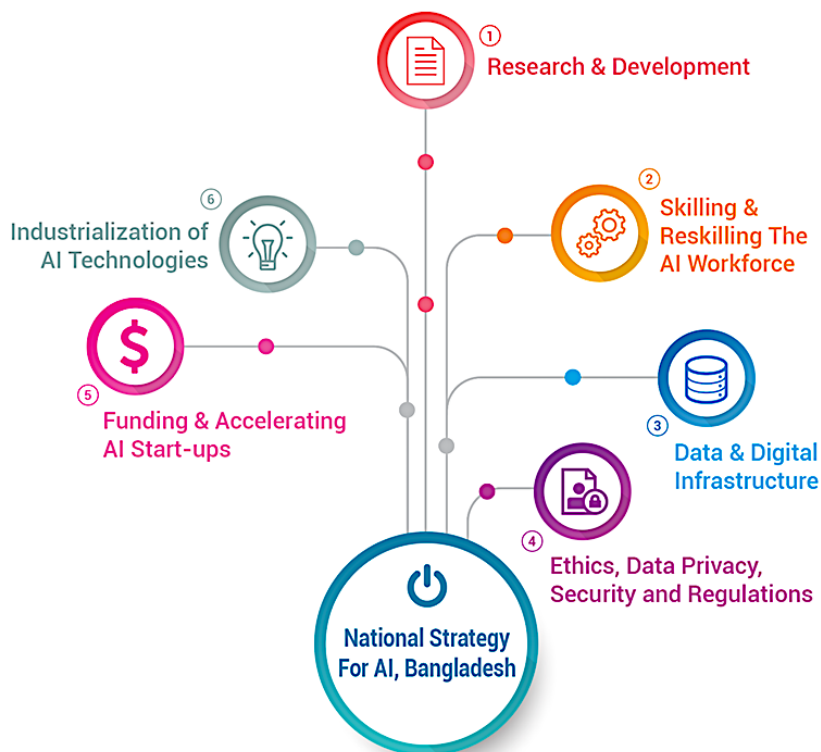 1
Research & Development
2
Skilling &
Reskilling The
AI Workforce
3
Data & Digital
Infrastructure
4
Ethics, Data Privacy,
Security and Regulations
5
Funding & Accelerating
AI Start-ups
6
Industrialization of
AI Technologies
$
National Strategy
For AI, Bangladesh